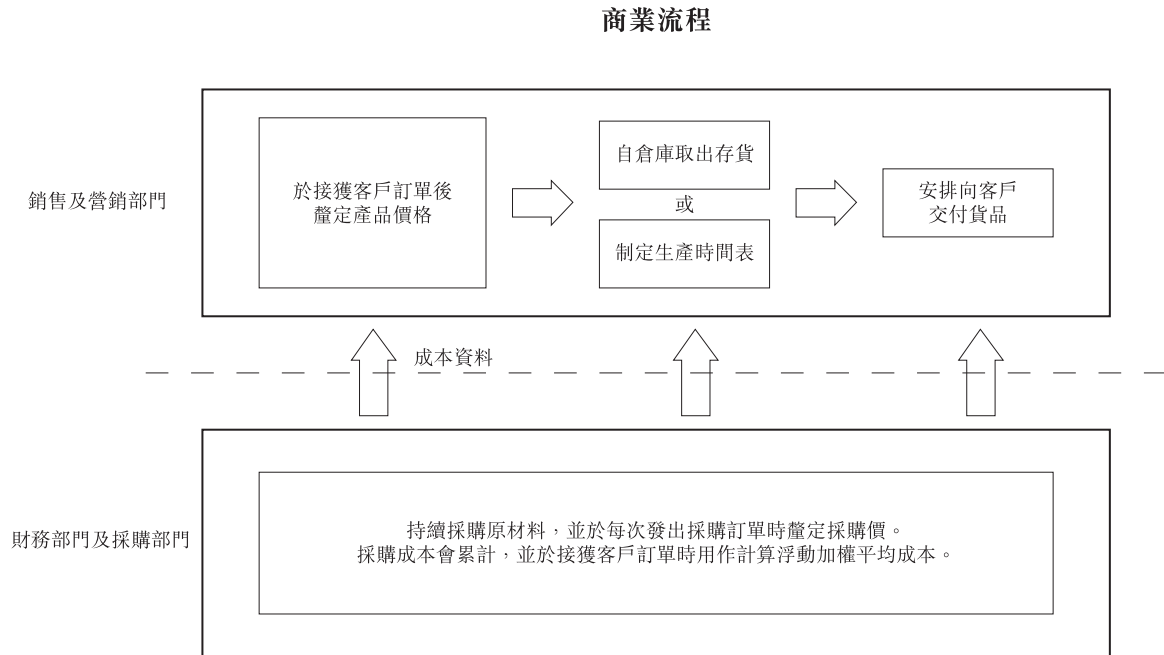 商業流程
銷售及營銷部門
於接獲客戶訂單後
釐定產品價格
自倉庫取出存貨
或
制定生產時間表
安排向客戶
交付貨品
成本資料
財務部門及採購部門
持續採購原材料，並於每次發出採購訂單時釐定採購價。
採購成本會累計，並於接獲客戶訂單時用作計算浮動加權平均成本。